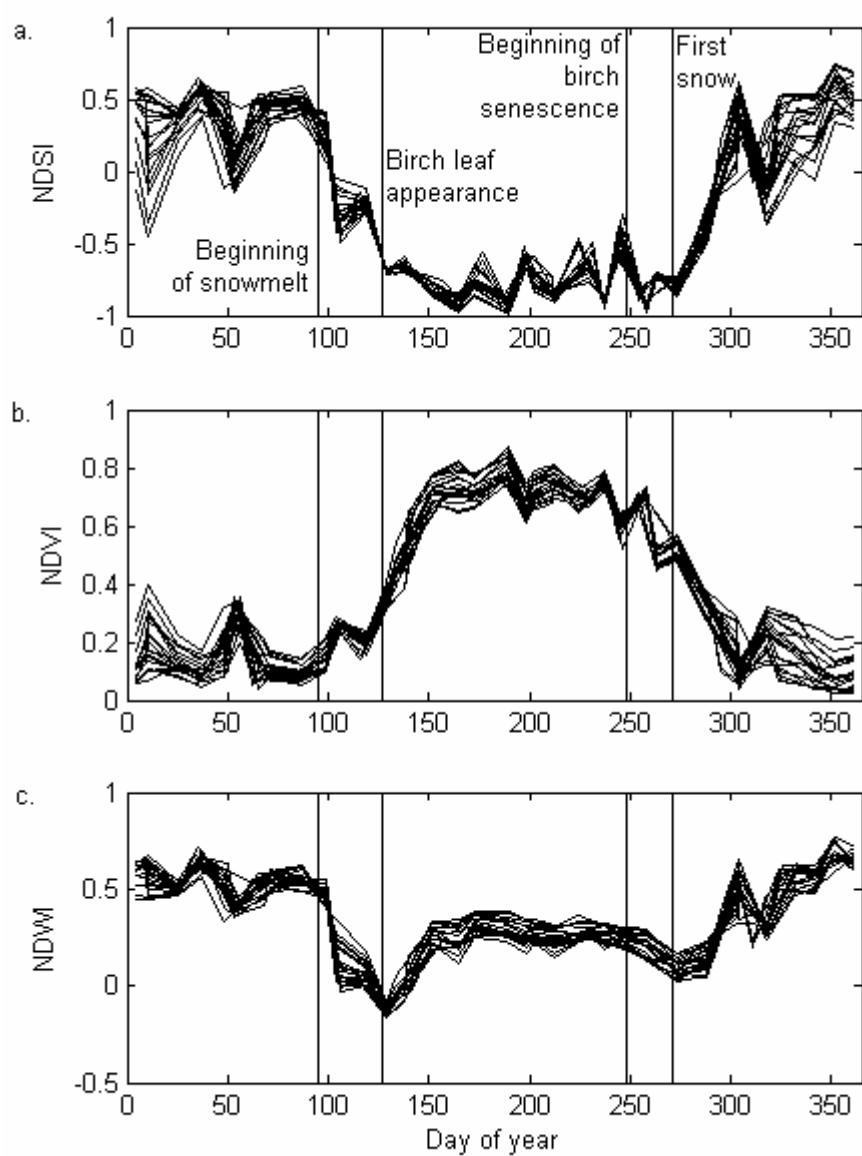 a.
1
0.5
0
-0.5
-1
NDSI
Beginning of
birch
senescence
First
snow
Birch leaf
appearance
Beginning
of snowmelt
0 50 100 150 200 250 300 350
b.
1
0.8
0.6
0.4
0.2
0
NDVI
0 50 100 150 200 250 300 350
c.
1
0.5
0
-0.5
NDWI
0 50 100 150 200 250 300 350
Day of year